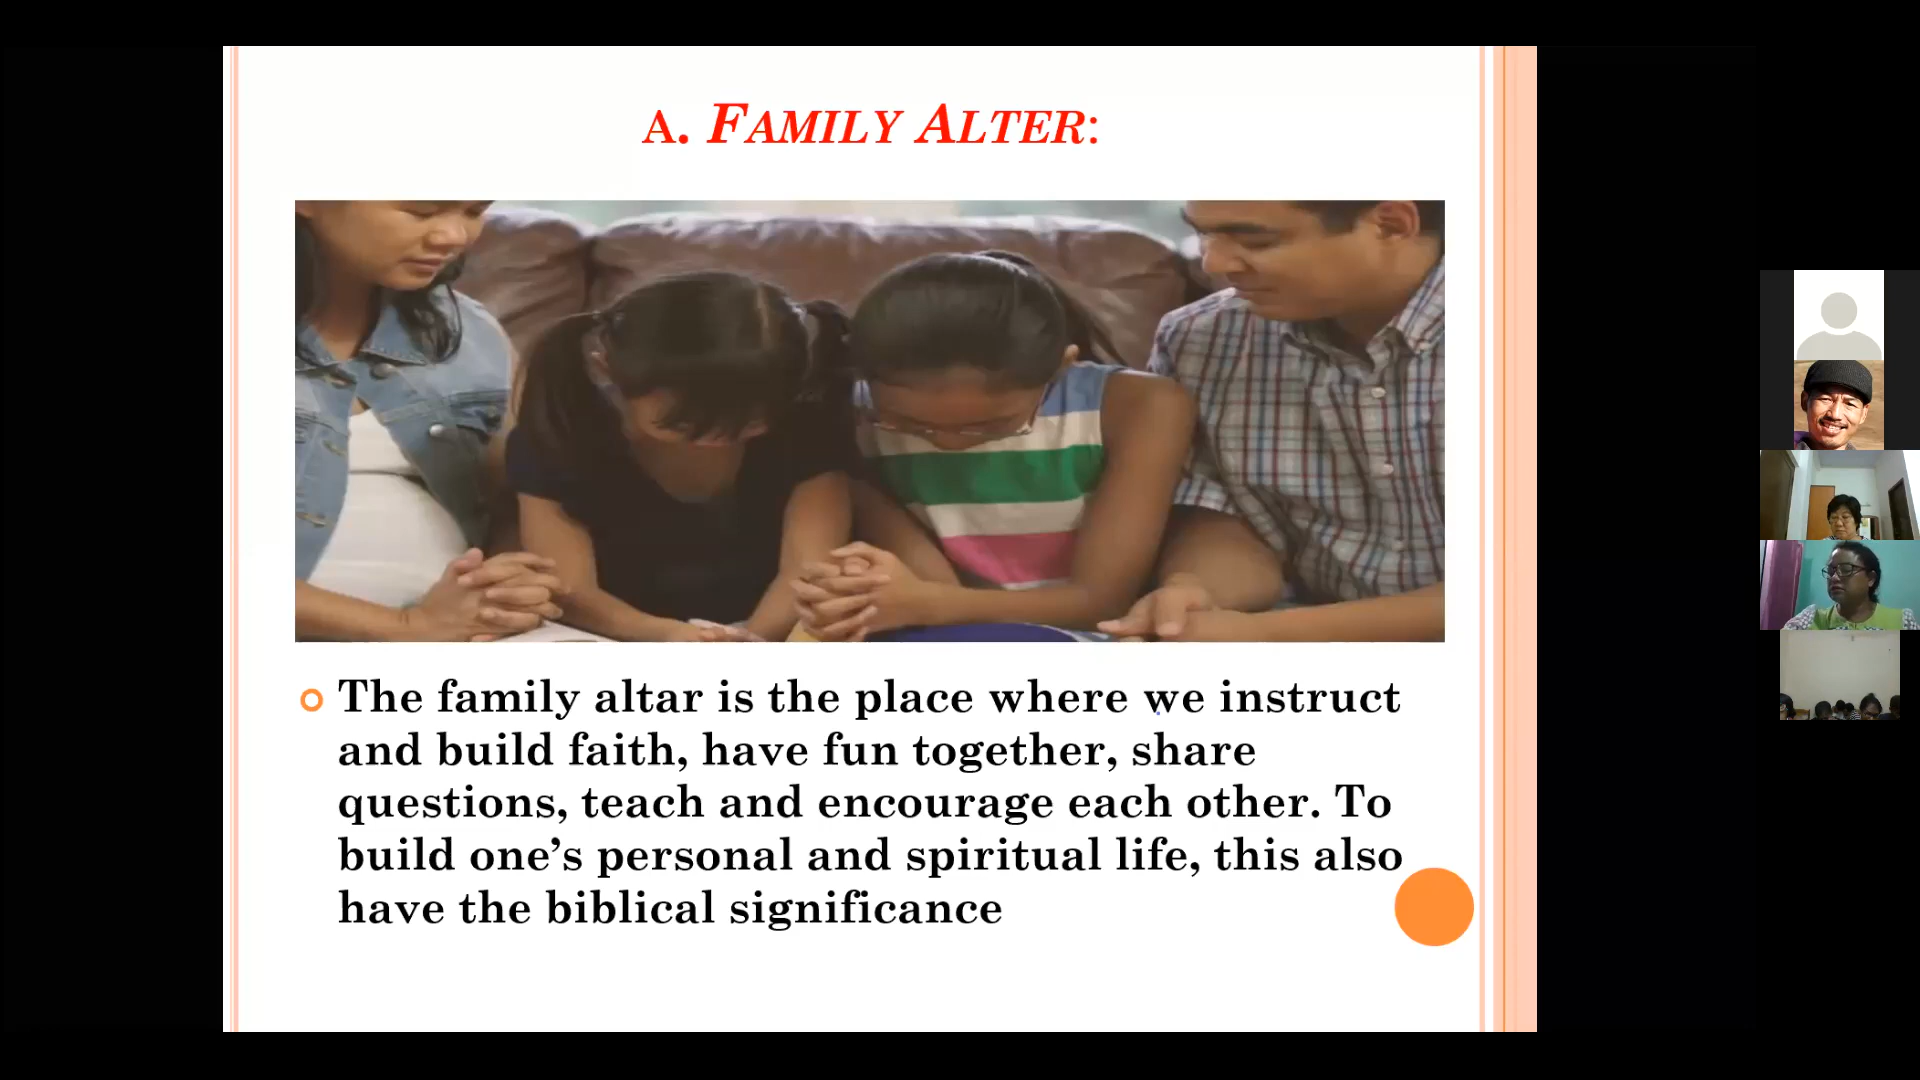 A. FAMILY ALTER:
The family altar is the place where we instruct
and build faith, have fun together, share
questions, teach and encourage each other. To
build one’s personal and spiritual life, this also
have the biblical significance